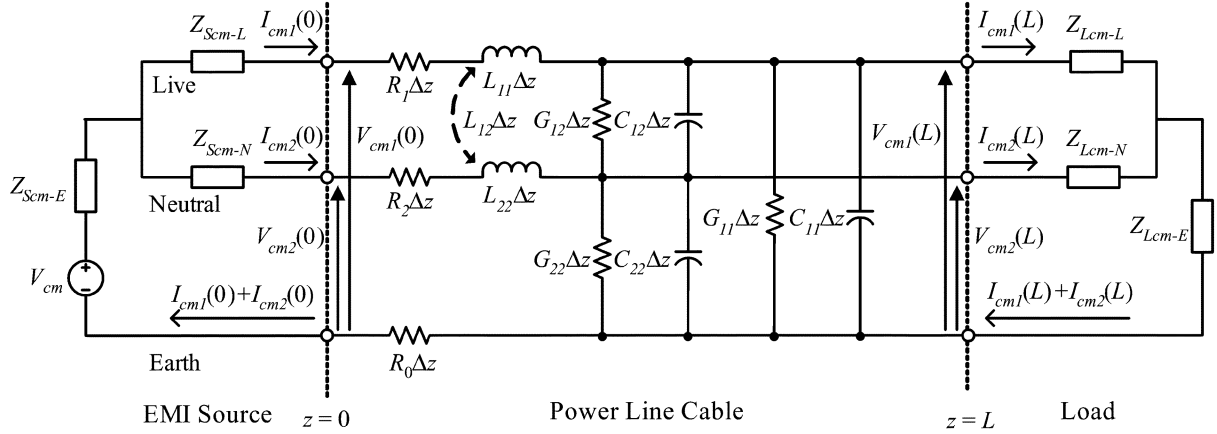 Z_Scm-L
I_cm1(0)
I_cm1(L)
Z_Lcm-L
Live
R_1Δz
L_11Δz
L_12Δz
G_12Δz
C_12Δz
Z_Scm-N
I_cm2(0)
V_cm1(0)
V_cm1(L)
I_cm2(L)
Z_Lcm-N
Z_Scm-E
Neutral
R_2Δz
L_22Δz
G_11Δz
C_11Δz
Z_Lcm-E
V_cm2(0)
G_22Δz
C_22Δz
V_cm2(L)
V_cm
I_cm1(0)+I_cm2(0)
I_cm1(L)+I_cm2(L)
Earth
R_0Δz
EMI Source
z = 0
Power Line Cable
z = L
Load